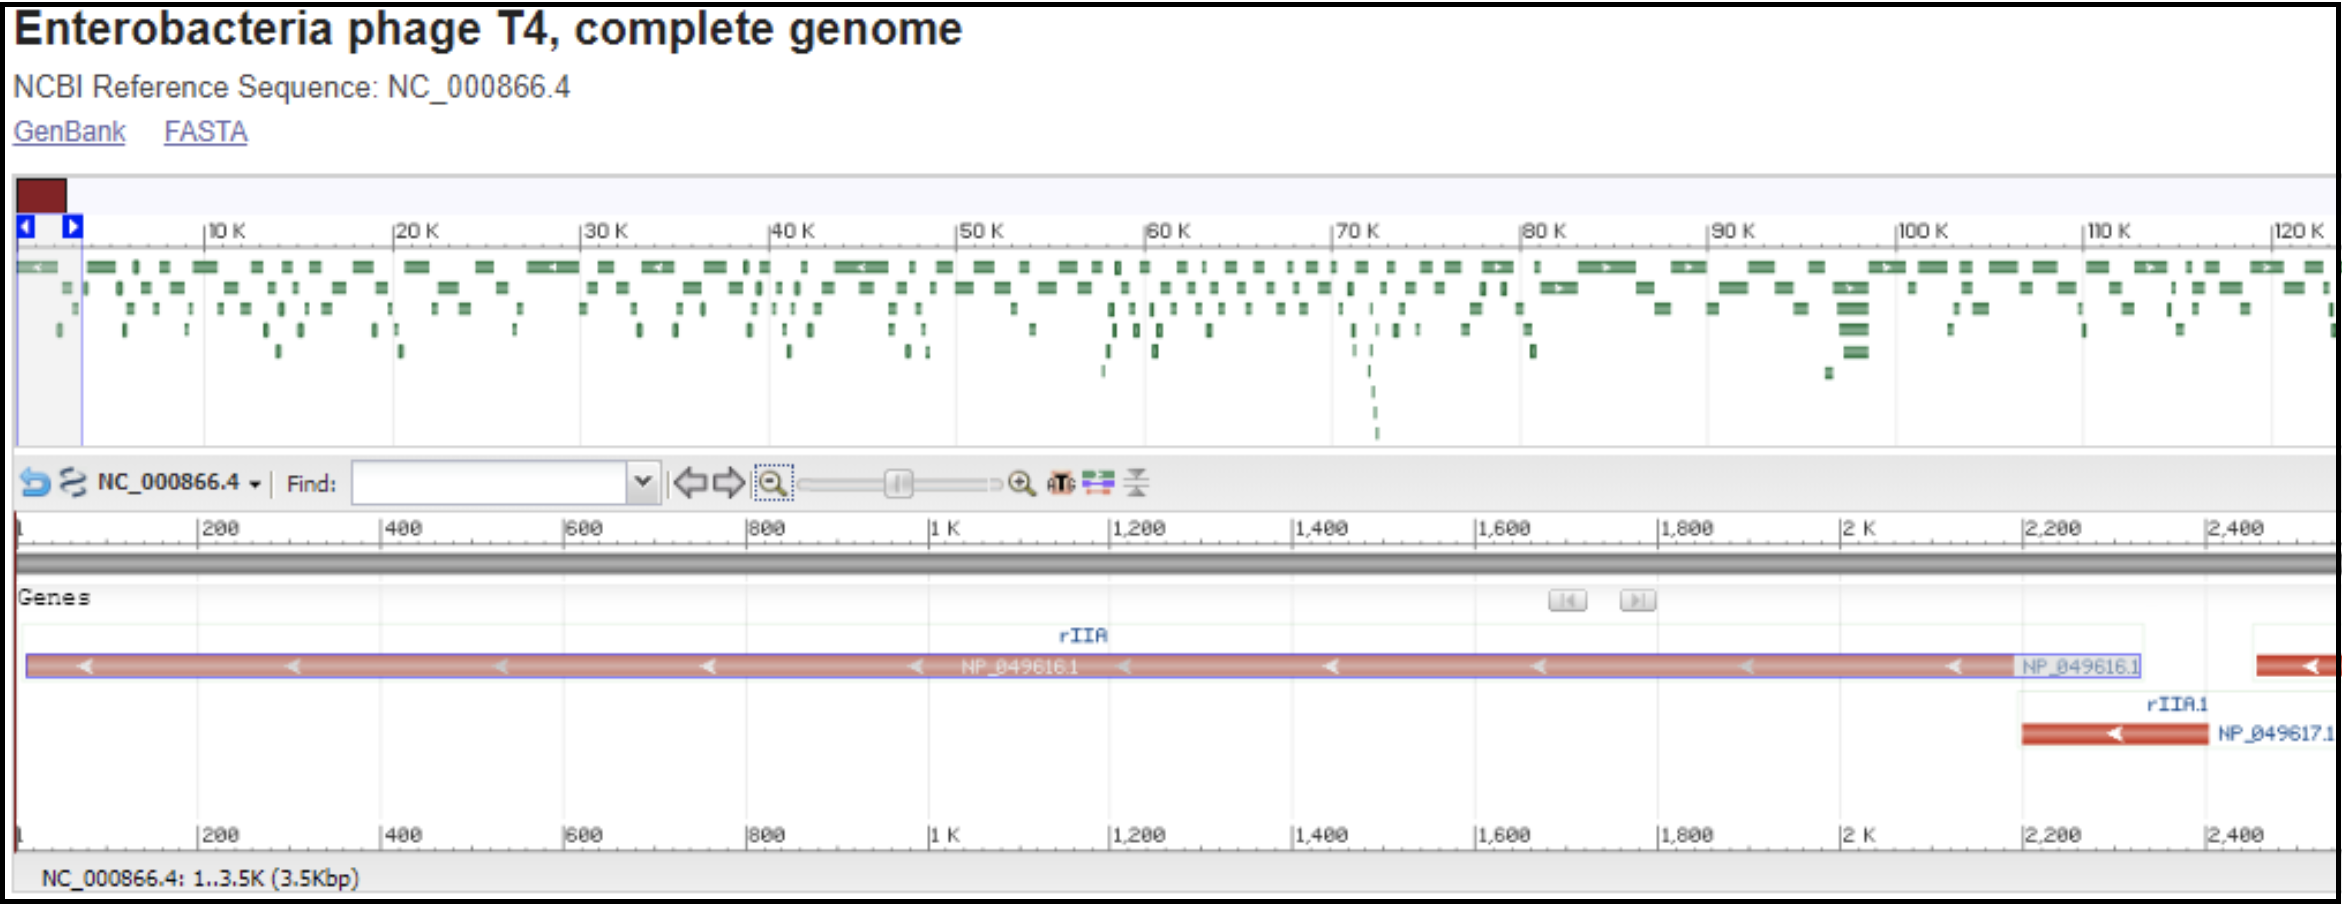 Enterobacteria phage T4, complete genome
NCBI Reference Sequence: NC_000866.4
GenBank FASTA
10 K 20 K 30 K 40 K 50 K 60 K 70 K 80 K 90 K 100 K 110 K 120 K
NC_000866.4 Find: ATG
1 200 400 600 800 1 K 1,200 1,400 1,600 1,800 2 K 2,200 2,400
Genes
rIIA
NP_049616.1 NP_049616.1
rIIA.1
NP_049617.1
1 200 400 600 800 1 K 1,200 1,400 1,600 1,800 2 K 2,200 2,400
NC_000866.4: 1..3.5K (3.5Kbp)